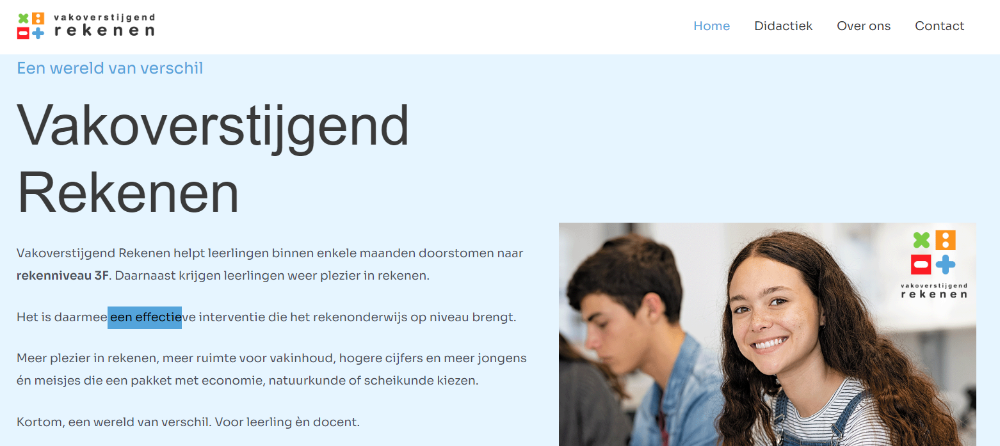 vakoverstijgend
rekenen
Home Didactiek Over ons Contact
Een wereld van verschil
Vakoverstijgend
Rekenen
Vakoverstijgend Rekenen helpt leerlingen binnen enkele maanden doorstomen naar
rekenniveau 3F. Daarnaast krijgen leerlingen weer plezier in rekenen.
Het is daarmee een effectieve interventie die het rekenonderwijs op niveau brengt.
Meer plezier in rekenen, meer ruimte voor vakinhoud, hogere cijfers en meer jongens
én meisjes die een pakket met economie, natuurkunde of scheikunde kiezen.
Kortom, een wereld van verschil. Voor leerling èn docent.
vakoverstijgend
rekenen